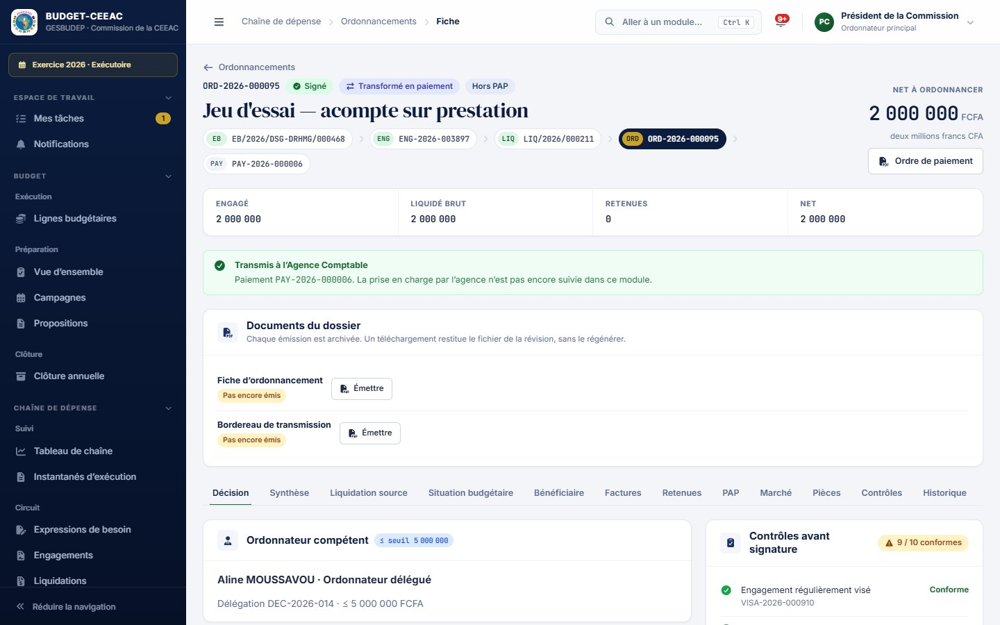 BUDGET-CEEAC
GESBUDEP · Commission de la CEEAC
Exercice 2026 · Exécutoire
ESPACE DE TRAVAIL
Mes tâches
1
Notifications
BUDGET
Exécution
Lignes budgétaires
Préparation
Vue d’ensemble
Campagnes
Propositions
Clôture
Clôture annuelle
CHAÎNE DE DÉPENSE
Suivi
Tableau de chaîne
Instantanés d’exécution
Circuit
Expressions de besoin
Engagements
Liquidations
Réduire la navigation
Chaîne de dépense
Ordonnancements
Fiche
Aller à un module...
Ctrl K
9+
PC
Président de la Commission
Ordonnateur principal
Ordonnancements
ORD-2026-000095
Signé
Transformé en paiement
Hors PAP
Jeu d'essai — acompte sur prestation
EB EB/2026/DSG-DRHMG/000468
ENG ENG-2026-003897
LIQ LIQ/2026/000211
ORD ORD-2026-000095
PAY PAY-2026-000006
NET À ORDONNANCER
2 000 000 FCFA
deux millions francs CFA
Ordre de paiement
ENGAGÉ
2 000 000
LIQUIDÉ BRUT
2 000 000
RETENUES
0
NET
2 000 000
Transmis à l’Agence Comptable
Paiement PAY-2026-000006. La prise en charge par l’agence n’est pas encore suivie dans ce module.
Documents du dossier
Chaque émission est archivée. Un téléchargement restitue le fichier de la révision, sans le régénérer.
Fiche d’ordonnancement
Pas encore émis
Émettre
Bordereau de transmission
Pas encore émis
Émettre
Décision
Synthèse
Liquidation source
Situation budgétaire
Bénéficiaire
Factures
Retenues
PAP
Marché
Pièces
Contrôles
Historique
Ordonnateur compétent
≤ seuil 5 000 000
Aline MOUSSAVOU · Ordonnateur délégué
Délégation DEC-2026-014 · ≤ 5 000 000 FCFA
Contrôles avant
signature
9 / 10 conformes
Engagement régulièrement visé
Conforme
VISA-2026-000910